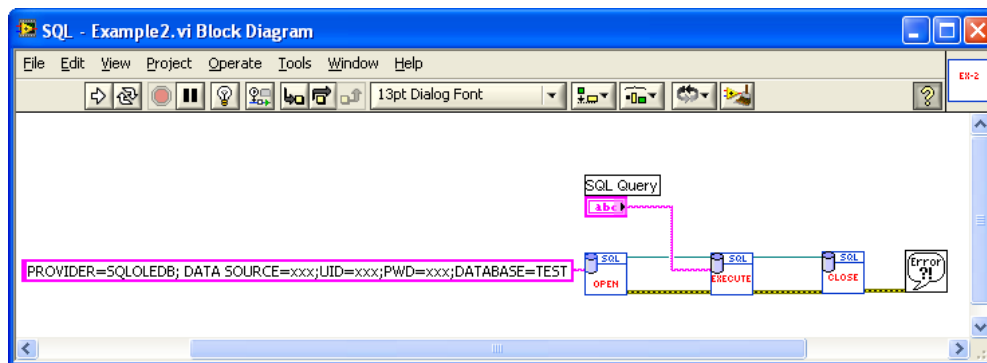 SQL - Example2.vi Block Diagram
File Edit View Project Operate Tools Window Help
EX-2
13pt Dialog Font
?
SQL Query
abc
PROVIDER=SQLOLEDB; DATA SOURCE=xxx;UID=xxx;PWD=xxx;DATABASE=TEST
SQL SQL SQL Error
OPEN EXECUTE CLOSE ?!